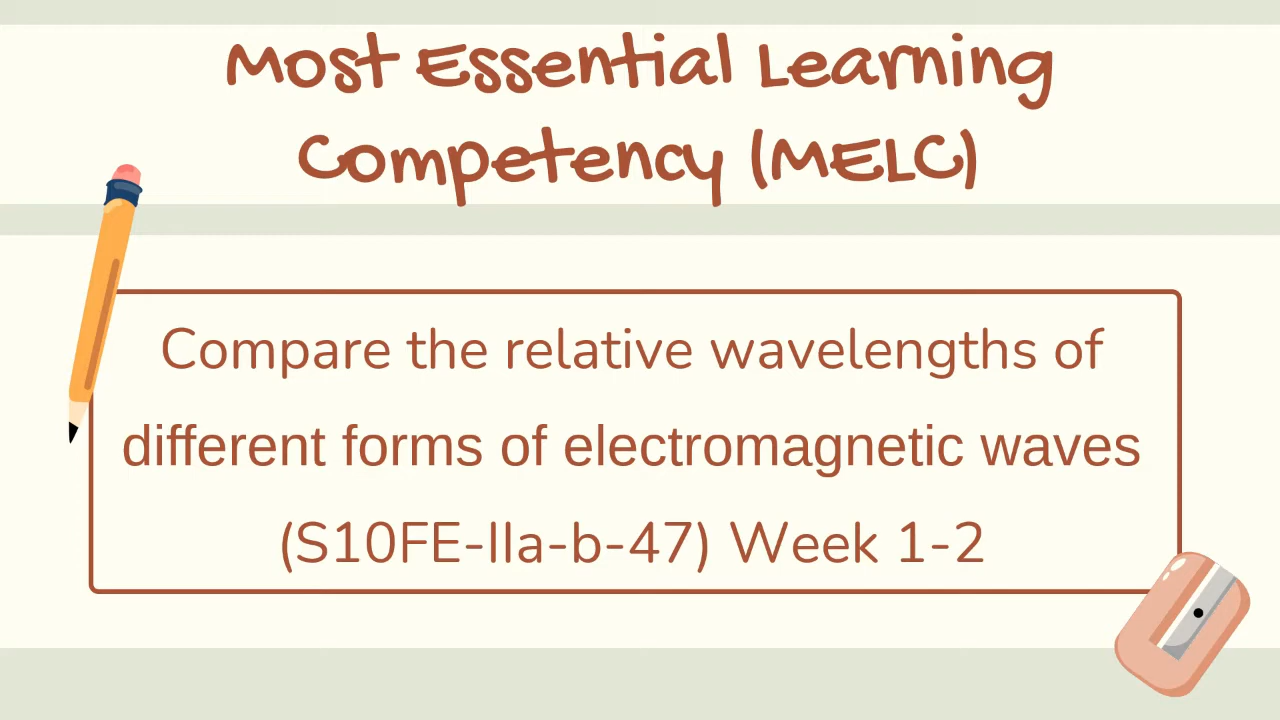 Most Essential Learning
Competency (MELC)
Compare the relative wavelengths of
different forms of electromagnetic waves
(S10FE-IIa-b-47) Week 1-2